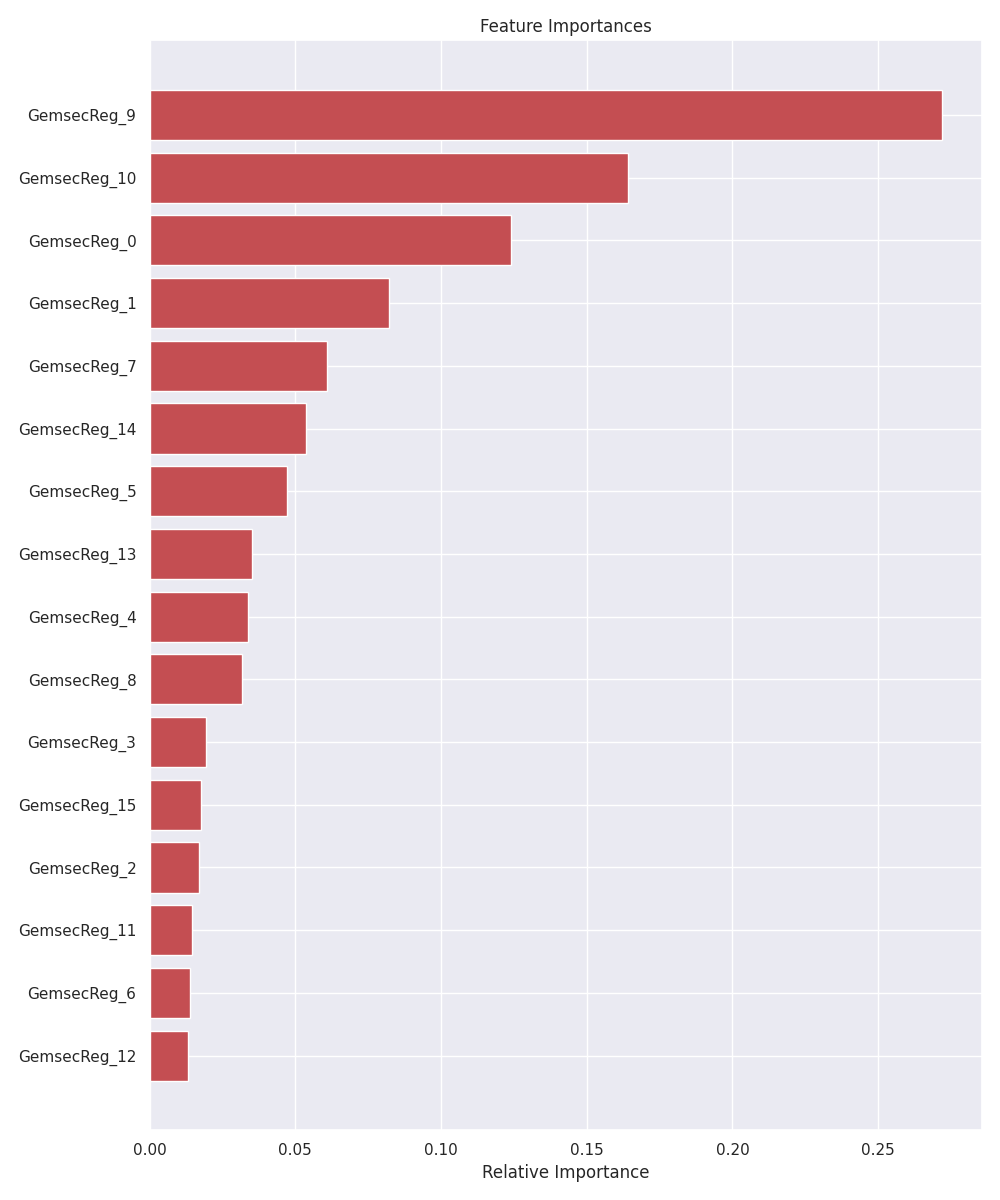 Feature Importances
GemsecReg_9
GemsecReg_10
GemsecReg_0
GemsecReg_1
GemsecReg_7
GemsecReg_14
GemsecReg_5
GemsecReg_13
GemsecReg_4
GemsecReg_8
GemsecReg_3
GemsecReg_15
GemsecReg_2
GemsecReg_11
GemsecReg_6
GemsecReg_12
0.00 0.05 0.10 0.15 0.20 0.25
Relative Importance